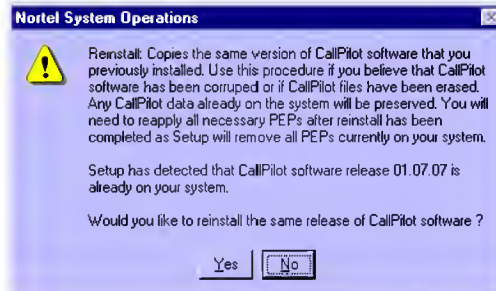 Nortel System Operations
Reinstall: Copies the same version of CallPilot software that you
previously installed. Use this procedure if you believe that CallPilot
software has been corruped or if CallPilot files have been erased.
Any CallPilot data already on the system will be preserved. You will
need to reapply all necessary PEPs after reinstall has been
completed as Setup will remove all PEPs currently on your system.
Setup has detected that CallPilot software release 01.07.07 is
already on your system.
Would you like to reinstall the same release of CallPilot software ?
Yes
No